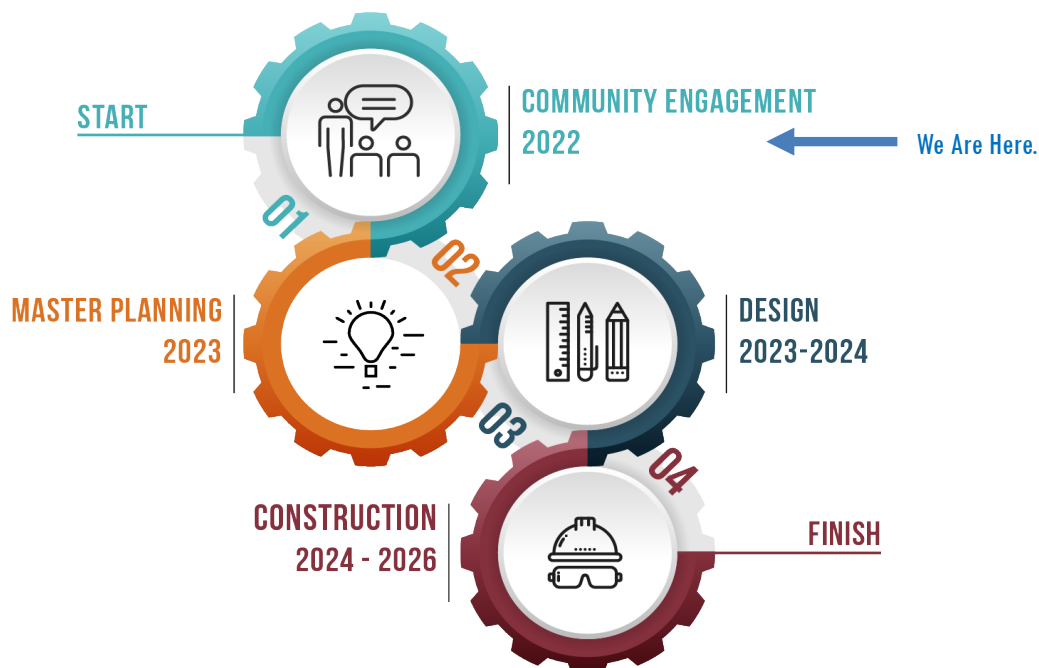 START
COMMUNITY ENGAGEMENT
2022
We Are Here.
01
02
MASTER PLANNING
2023
DESIGN
2023-2024
03
04
CONSTRUCTION
2024 - 2026
FINISH